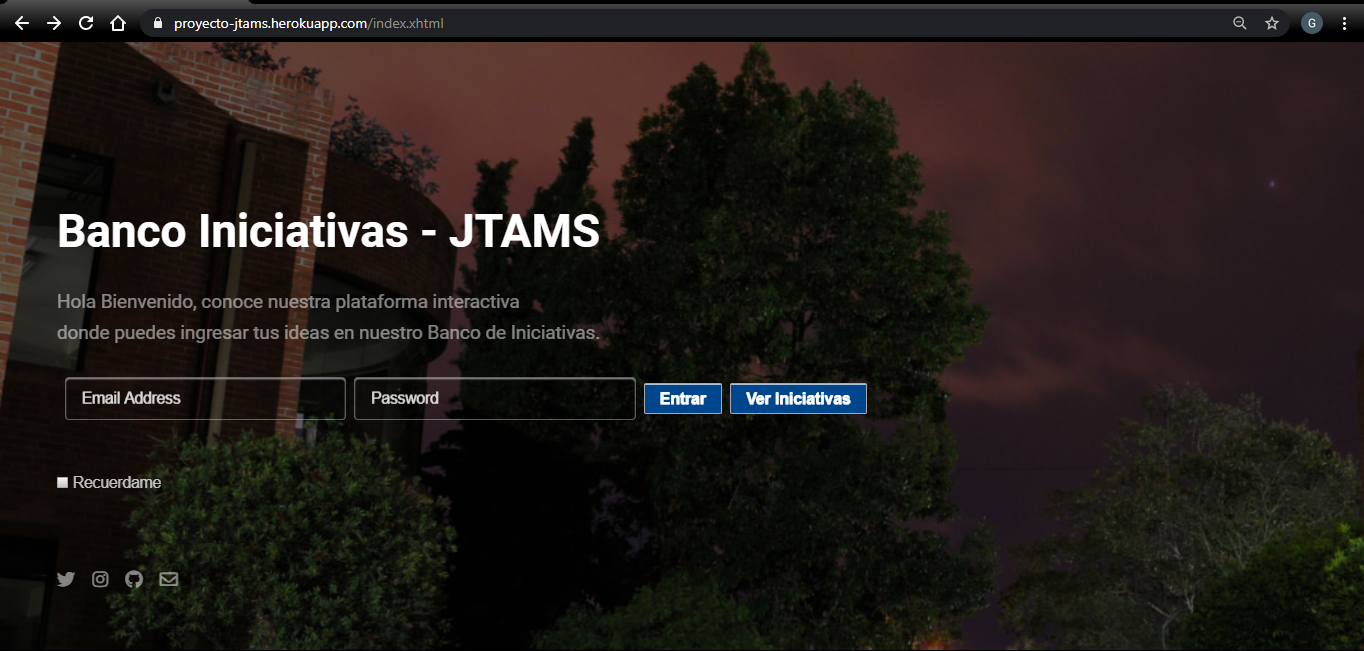 proyecto-jtams.herokuapp.com/index.xhtml
G
Banco Iniciativas - JTAMS
Hola Bienvenido, conoce nuestra plataforma interactiva
donde puedes ingresar tus ideas en nuestro Banco de Iniciativas.
Email Address Password Entrar Ver Iniciativas
Recuerdame